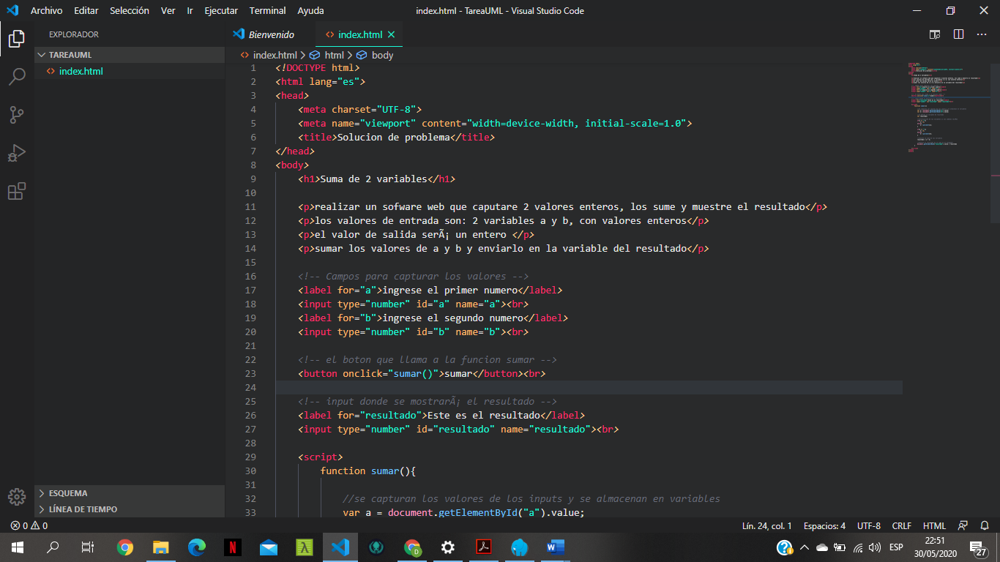 Archivo Editar Selección Ver Ir Ejecutar Terminal Ayuda
index.html - TareaUML - Visual Studio Code
EXPLORADOR
TAREAUML
index.html
ESQUEMA
LÍNEA DE TIEMPO
Bienvenido
index.html
index.html > html > body
1 <!DOCTYPE html>
2 <html lang="es">
3 <head>
4 <meta charset="UTF-8">
5 <meta name="viewport" content="width=device-width, initial-scale=1.0">
6 <title>Solucion de problema</title>
7 </head>
8 <body>
9 <h1>Suma de 2 variables</h1>
10
11 <p>realizar un sofware web que caputare 2 valores enteros, los sume y muestre el resultado</p>
12 <p>los valores de entrada son: 2 variables a y b, con valores enteros</p>
13 <p>el valor de salida serÃ¡ un entero </p>
14 <p>sumar los valores de a y b y enviarlo en la variable del resultado</p>
15
16 <!-- Campos para capturar los valores -->
17 <label for="a">ingrese el primer numero</label>
18 <input type="number" id="a" name="a"><br>
19 <label for="b">ingrese el segundo numero</label>
20 <input type="number" id="b" name="b"><br>
21
22 <!-- el boton que llama a la funcion sumar -->
23 <button onclick="sumar()">sumar</button><br>
24
25 <!-- input donde se mostrarÃ¡ el resultado -->
26 <label for="resultado">Este es el resultado</label>
27 <input type="number" id="resultado" name="resultado"><br>
28
29 <script>
30 function sumar(){
31
32 //se capturan los valores de los inputs y se almacenan en variables
33 var a = document.getElementById("a").value;
0 0
Lín. 24, col. 1 Espacios: 4 UTF-8 CRLF HTML
ESP
22:51
30/05/2020
27